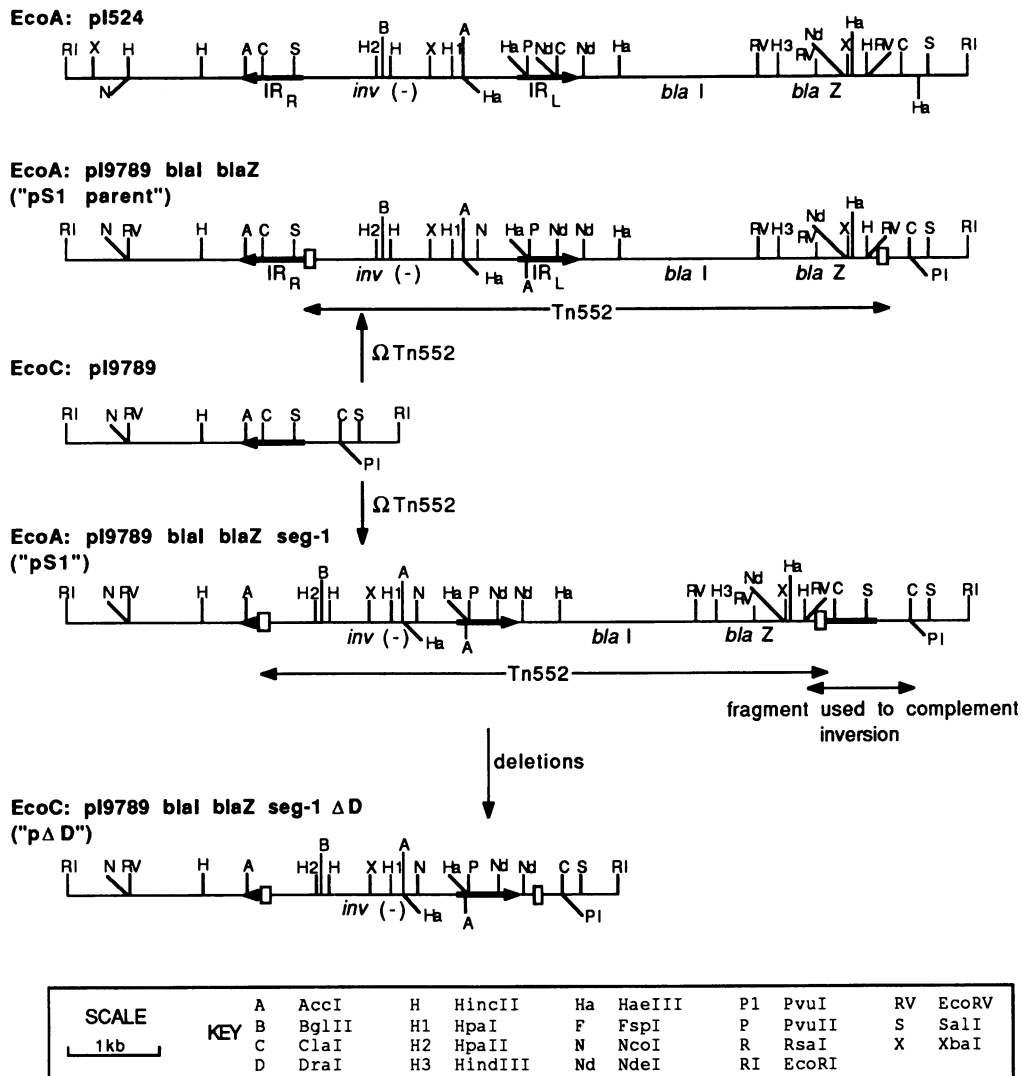 EcoA: pI524
RI X H H A C S H2 B H X H1 A Ha P Nd C Nd Ha RV H3 RV Nd X Ha H RV C S RI
N IR R inv (-) Ha IR L bla I bla Z Ha
EcoA: pI9789 blaI blaZ
("pS1 parent")
RI N RV H A C S H2 B H X H1 A N Ha P Nd Nd Ha RV H3 RV Nd X Ha H RV C S RI
IR R inv (-) Ha A IR L bla I bla Z PI
Tn552
ΩTn552
EcoC: pI9789
RI N RV H A C S C S RI
PI
ΩTn552
EcoA: pI9789 blaI blaZ seg-1
("pS1")
RI N RV H A H2 B H X H1 A N Ha P Nd Nd Ha RV H3 RV Nd X Ha H RV C S C S RI
inv (-) Ha A bla I bla Z PI
Tn552
fragment used to complement
inversion
deletions
EcoC: pI9789 blaI blaZ seg-1 ΔD
("pΔD")
RI N RV H A H2 B H X H1 A N Ha P Nd Nd C S RI
inv (-) Ha A PI
SCALE
1kb
KEY
A AccI H HincII Ha HaeIII P1 PvuI RV EcoRV
B BglII H1 HpaI F FspI P PvuII S SalI
C ClaI H2 HpaII N NcoI R RsaI X XbaI
D DraI H3 HindIII Nd NdeI RI EcoRI